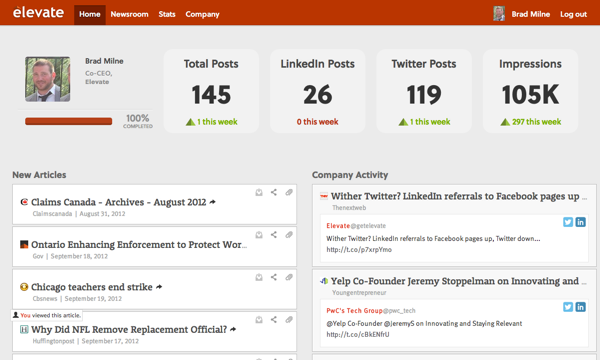 elevate Home Newsroom Stats Company Brad Milne Log out
Brad Milne
Co-CEO,
Elevate
100%
COMPLETED
Total Posts
145
1 this week
LinkedIn Posts
26
0 this week
Twitter Posts
119
1 this week
Impressions
105K
297 this week
New Articles
Claims Canada - Archives - August 2012
Claimscanada | August 31, 2012
Ontario Enhancing Enforcement to Protect Wor...
Gov | September 18, 2012
Chicago teachers end strike
Cbsnews | September 19, 2012
You viewed this article.
Why Did NFL Remove Replacement Official?
Huffingtonpost | September 17, 2012
Company Activity
Wither Twitter? LinkedIn referrals to Facebook pages up ...
Thenextweb
Elevate@getelevate
Wither Twitter? LinkedIn referrals to Facebook pages up, Twitter down...
http://t.co/p7xrpYmo
Yelp Co-Founder Jeremy Stoppelman on Innovating and...
Youngentrepreneur
PwC's Tech Group@pwc_tech
@Yelp Co-Founder @jeremyS on Innovating and Staying Relevant
http://t.co/cBkENfrU